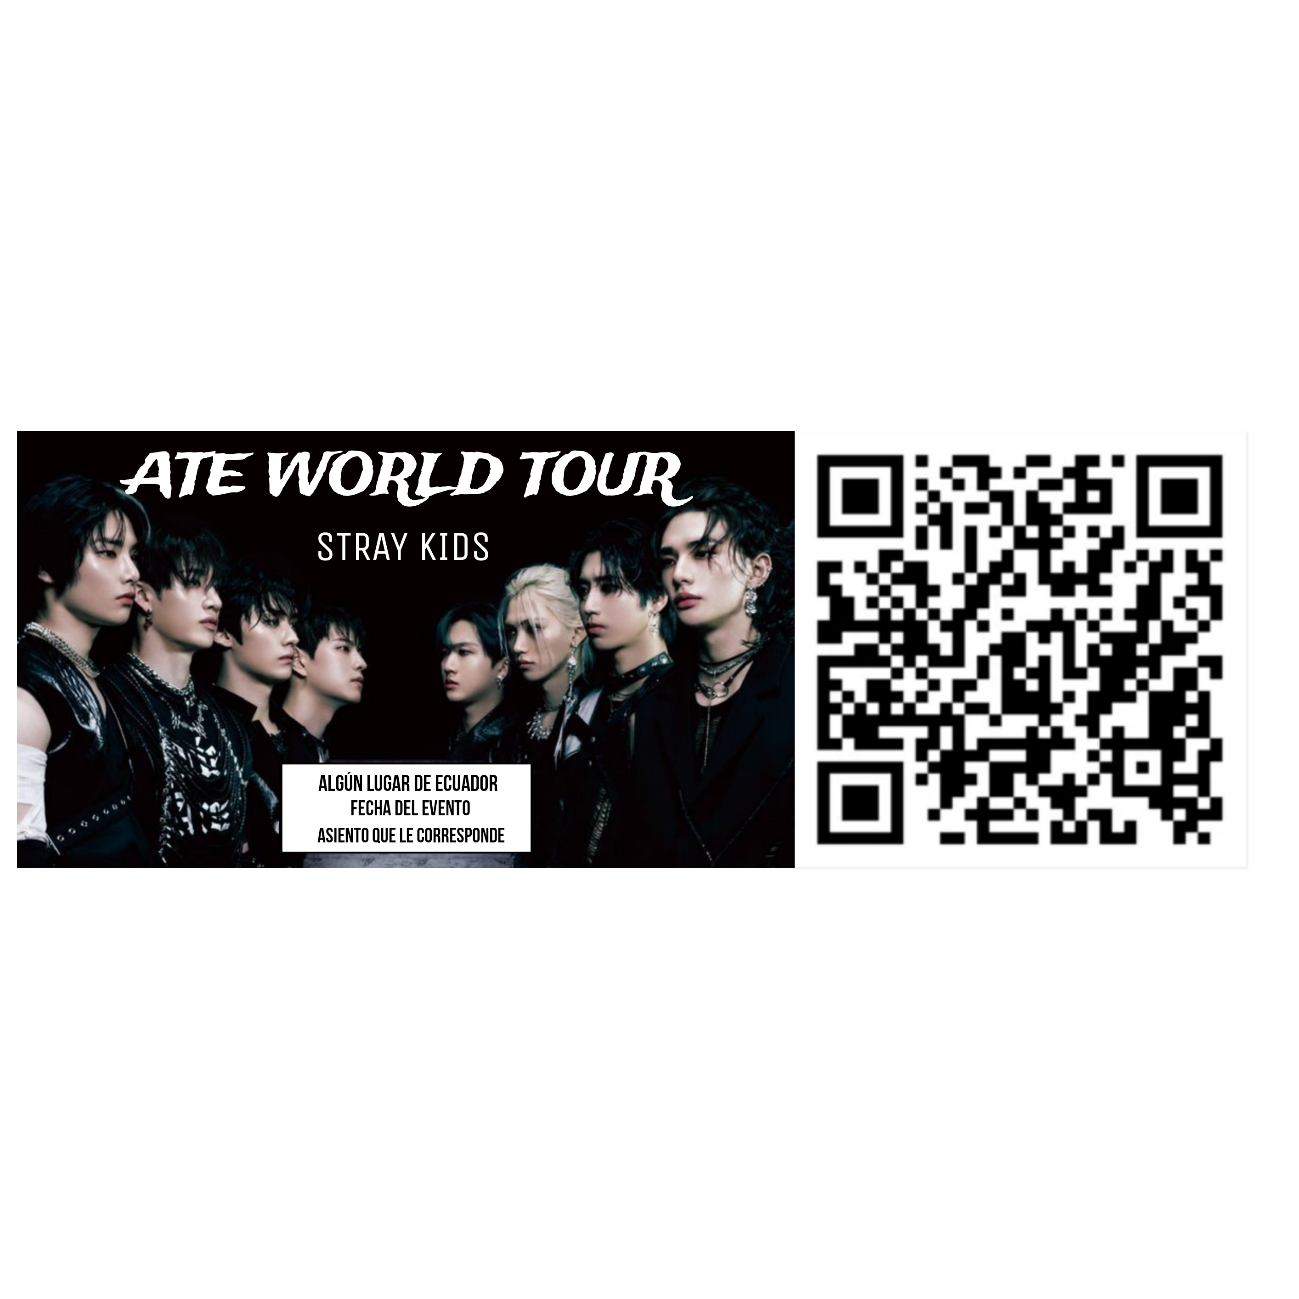 ATE WORLD TOUR
STRAY KIDS
ALGÚN LUGAR DE ECUADOR
FECHA DEL EVENTO
ASIENTO QUE LE CORRESPONDE